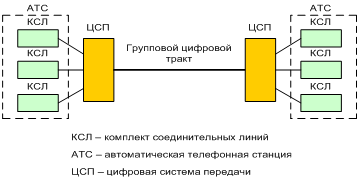 АТС
КСЛ
КСЛ
КСЛ
ЦСП
Групповой цифровой
тракт
ЦСП
АТС
КСЛ
КСЛ
КСЛ
КСЛ – комплект соединительных линий
АТС – автоматическая телефонная станция
ЦСП – цифровая система передачи